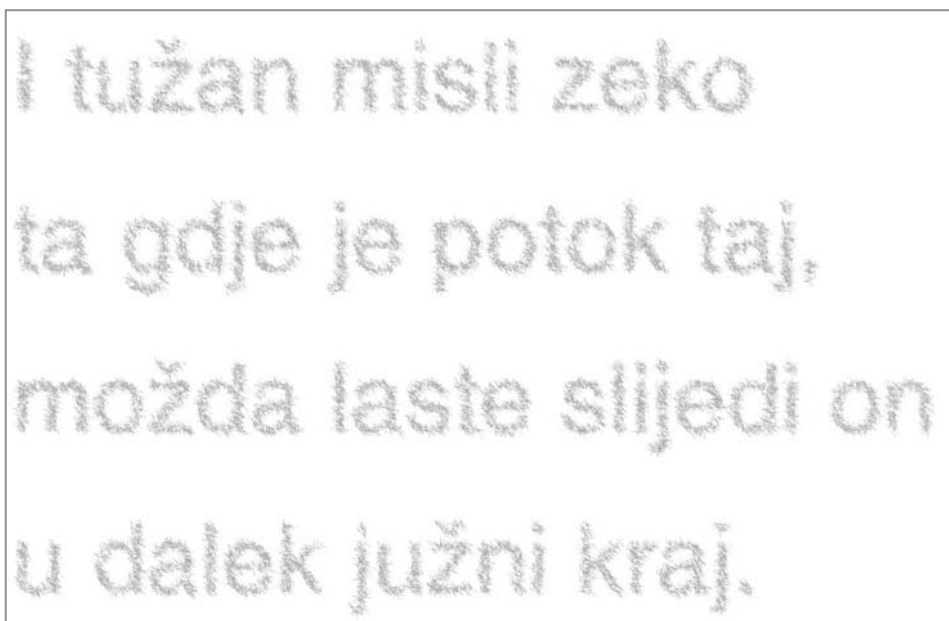 I tužan misli zeko
ta gdje je potok taj,
možda laste slijedi on
u dalek južni kraj.